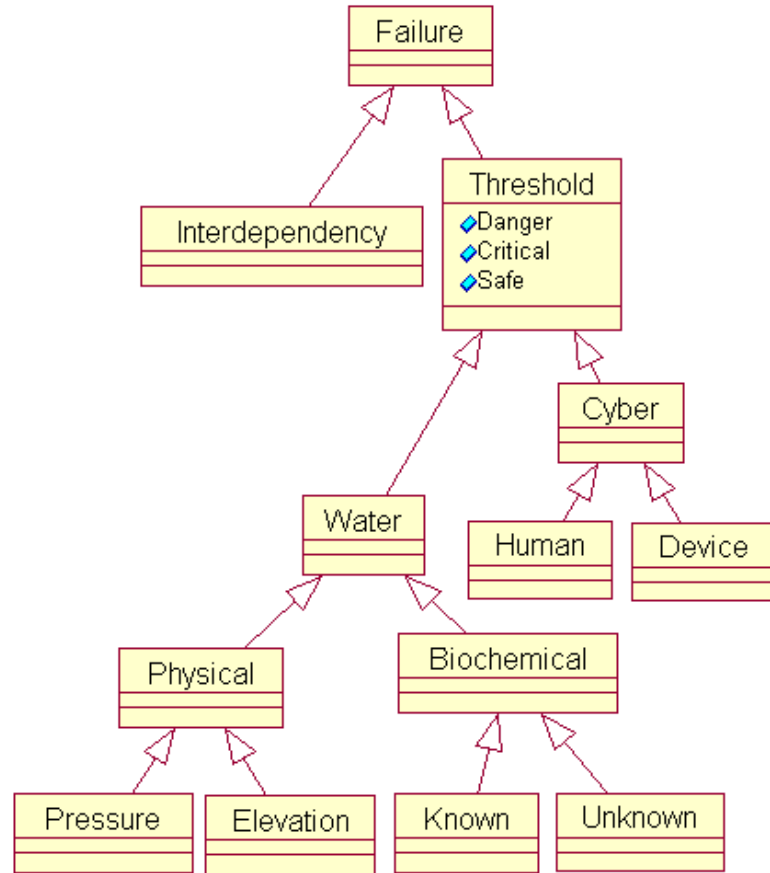 Failure
Interdependency
Threshold
Danger
Critical
Safe
Cyber
Water
Human
Device
Physical
Biochemical
Pressure
Elevation
Known
Unknown